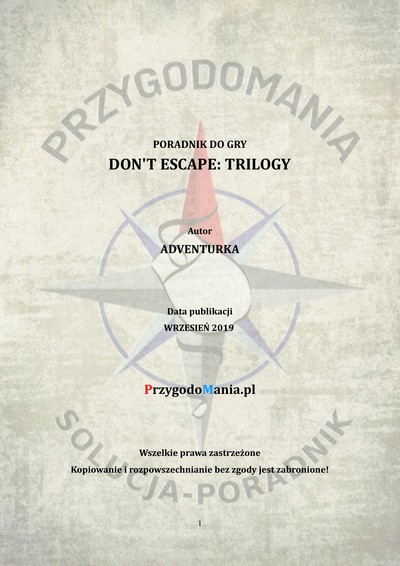 PRZYGODOMANIA
PORADNIK DO GRY
DON'T ESCAPE: TRILOGY
Autor
ADVENTURKA
Data publikacji
WRZESIEŃ 2019
PrzygodoMania.pl
SOLUCJA-PORADNIK
Wszelkie prawa zastrzeżone
Kopiowanie i rozpowszechnianie bez zgody jest zabronione!
1